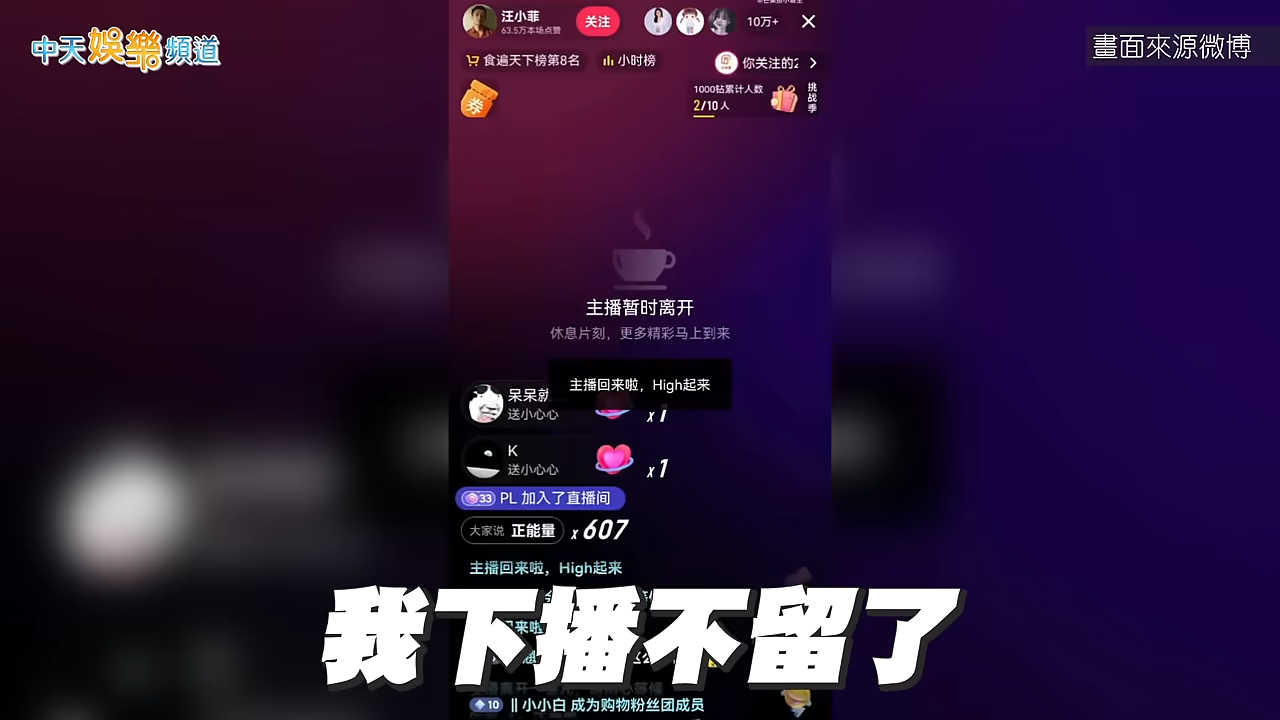 中天娛樂頻道
畫面來源微博
汪小菲
63.5万本场点赞
关注
10万+
食遍天下榜第8名
小时榜
你关注的2
券
1000钻累计人数
2/10人
挑战季
主播暂时离开
休息片刻，更多精彩马上到来
主播回来啦，High起来
呆呆就
送小心心
x1
K
送小心心
x1
33 PL 加入了直播间
大家说 正能量 x607
主播回来啦，High起来
我下播不留了
10 || 小小白 成为购物粉丝团成员